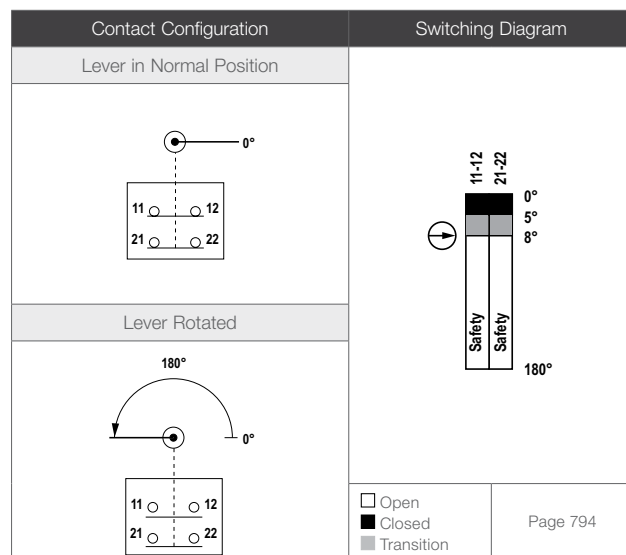 Contact Configuration
Switching Diagram
Lever in Normal Position
0°
11 12
21 22
Lever Rotated
180°
0°
11 12
21 22
11-12
21-22
0°
5°
8°
Safety
Safety
180°
Open
Closed
Transition
Page 794